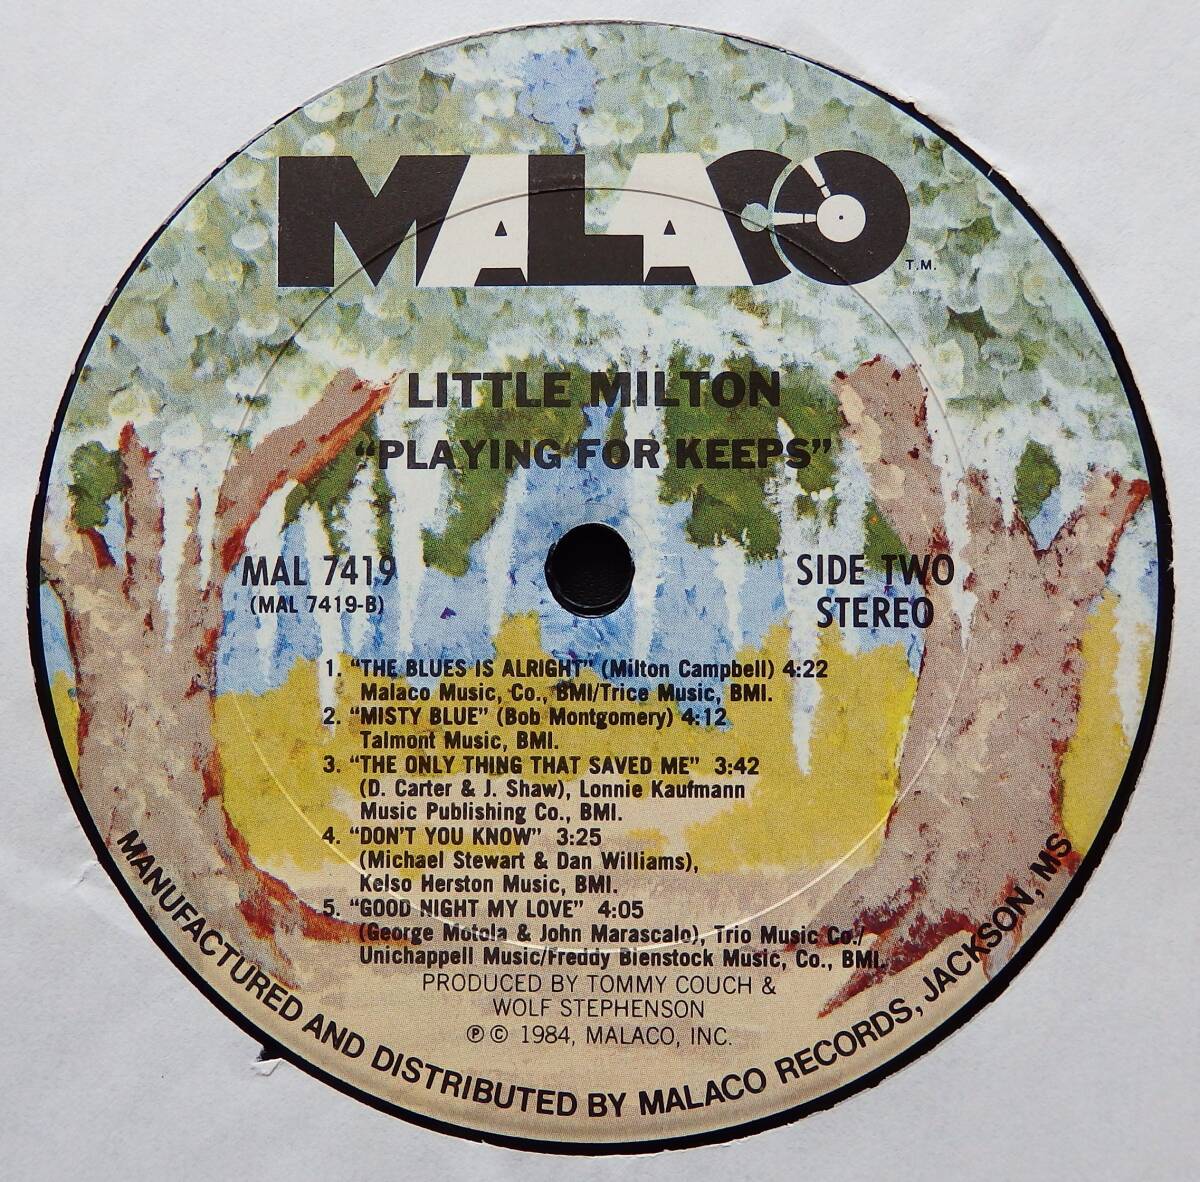 MALACO
T.M.
LITTLE MILTON
"PLAYING FOR KEEPS"
MAL 7419
(MAL 7419-B)
SIDE TWO
STEREO
1. "THE BLUES IS ALRIGHT" (Milton Campbell) 4:22
Malaco Music, Co., BMI/Trice Music, BMI.
2. "MISTY BLUE" (Bob Montgomery) 4:12
Talmont Music, BMI.
3. "THE ONLY THING THAT SAVED ME" 3:42
(D. Carter & J. Shaw), Lonnie Kaufmann
Music Publishing Co., BMI.
4. "DON'T YOU KNOW" 3:25
(Michael Stewart & Dan Williams),
Kelso Herston Music, BMI.
5. "GOOD NIGHT MY LOVE" 4:05
(George Motola & John Marascalo), Trio Music Co./
Unichappell Music/Freddy Bienstock Music, Co., BMI.
PRODUCED BY TOMMY COUCH &
WOLF STEPHENSON
℗ © 1984, MALACO, INC.
MANUFACTURED AND DISTRIBUTED BY MALACO RECORDS, JACKSON, MS